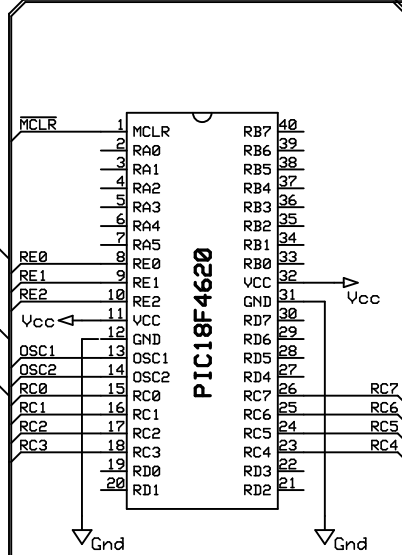 MCLR 1 MCLR RB7 40
2 RA0 RB6 39
3 RA1 RB5 38
4 RA2 RB4 37
5 RA3 RB3 36
6 RA4 RB2 35
7 RA5 RB1 34
RE0 8 RE0 RB0 33
RE1 9 RE1 VCC 32
RE2 10 RE2 GND 31 Vcc
Vcc 11 VCC RD7 30
12 GND RD6 29
OSC1 13 OSC1 RD5 28
OSC2 14 OSC2 RD4 27
RC0 15 RC0 RC7 26 RC7
RC1 16 RC1 RC6 25 RC6
RC2 17 RC2 RC5 24 RC5
RC3 18 RC3 RC4 23 RC4
19 RD0 RD3 22
20 RD1 RD2 21
PIC18F4620
Gnd Gnd